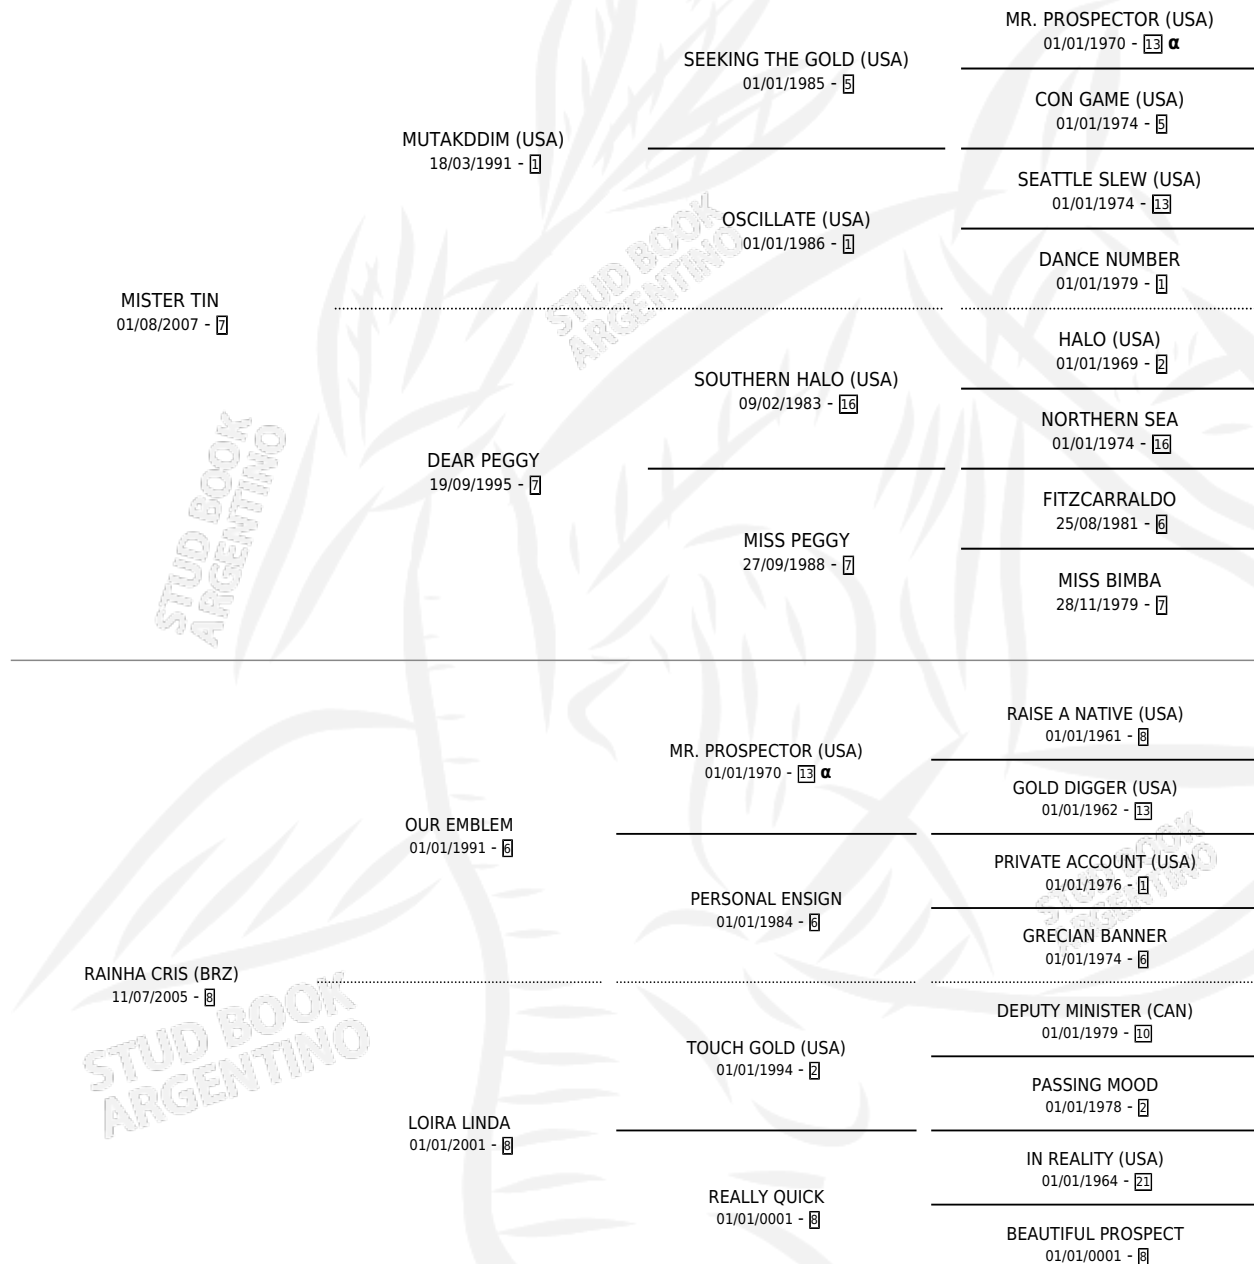 MR. PROSPECTOR (USA)
01/01/1970 - 13 α
SEEKING THE GOLD (USA)
01/01/1985 - 5
CON GAME (USA)
01/01/1974 - 5
MUTAKDDIM (USA)
18/03/1991 - 1
SEATTLE SLEW (USA)
01/01/1974 - 13
OSCILLATE (USA)
01/01/1986 - 1
DANCE NUMBER
01/01/1979 - 1
MISTER TIN
01/08/2007 - 7
HALO (USA)
01/01/1969 - 2
SOUTHERN HALO (USA)
09/02/1983 - 16
NORTHERN SEA
01/01/1974 - 16
DEAR PEGGY
19/09/1995 - 7
FITZCARRALDO
25/08/1981 - 6
MISS PEGGY
27/09/1988 - 7
MISS BIMBA
28/11/1979 - 7
RAISE A NATIVE (USA)
01/01/1961 - 8
MR. PROSPECTOR (USA)
01/01/1970 - 13 α
GOLD DIGGER (USA)
01/01/1962 - 13
OUR EMBLEM
01/01/1991 - 6
PRIVATE ACCOUNT (USA)
01/01/1976 - 1
PERSONAL ENSIGN
01/01/1984 - 6
GRECIAN BANNER
01/01/1974 - 6
RAINHA CRIS (BRZ)
11/07/2005 - 8
DEPUTY MINISTER (CAN)
01/01/1979 - 10
TOUCH GOLD (USA)
01/01/1994 - 2
PASSING MOOD
01/01/1978 - 2
LOIRA LINDA
01/01/2001 - 8
IN REALITY (USA)
01/01/1964 - 21
REALLY QUICK
01/01/0001 - 8
BEAUTIFUL PROSPECT
01/01/0001 - 8
STUD BOOK
ARGENTINO
STUD BOOK
ARGENTINO
STUD BOOK
ARGENTINO
STUD BOOK
ARGENTINO